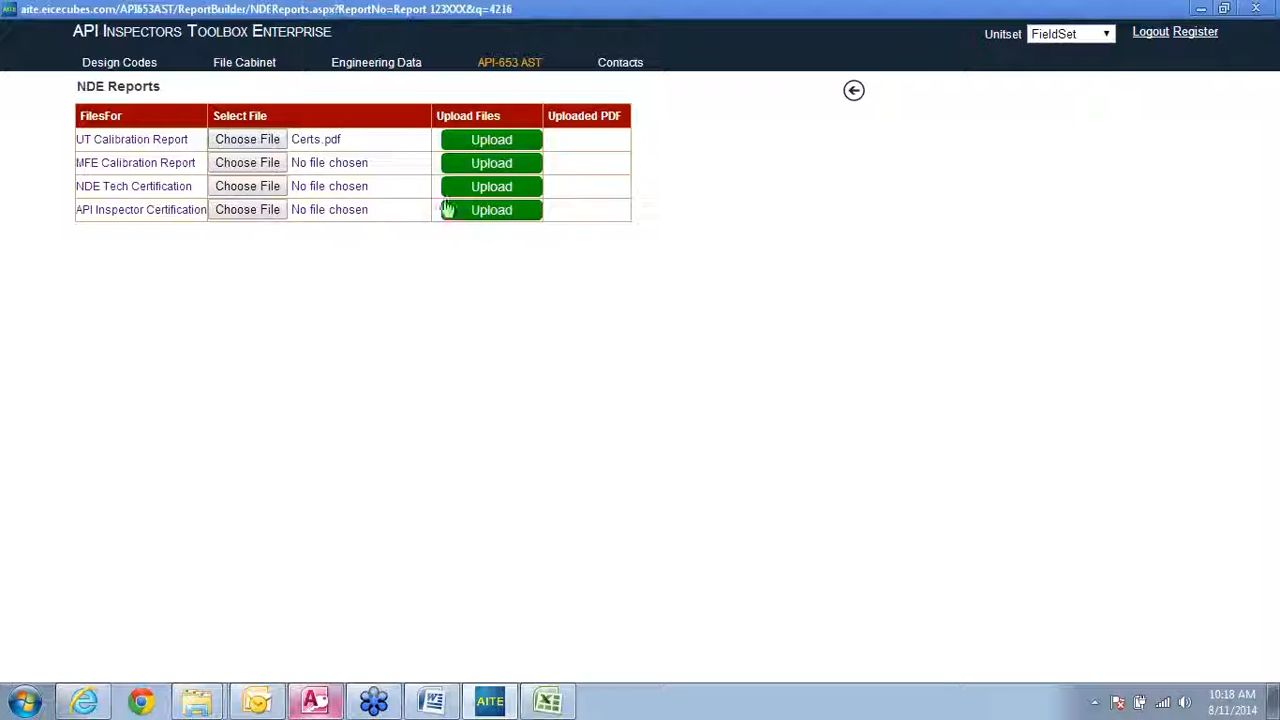 aite.eicecubes.com/API653AST/ReportBuilder/NDEReports.aspx?ReportNo=Report 123XXX&q=4216
API INSPECTORS TOOLBOX ENTERPRISE
Unitset FieldSet Logout Register
Design Codes File Cabinet Engineering Data API-653 AST Contacts
NDE Reports
FilesFor Select File Upload Files Uploaded PDF
UT Calibration Report Choose File Certs.pdf Upload
MFE Calibration Report Choose File No file chosen Upload
NDE Tech Certification Choose File No file chosen Upload
API Inspector Certification Choose File No file chosen Upload
AITE
10:18 AM
8/11/2014